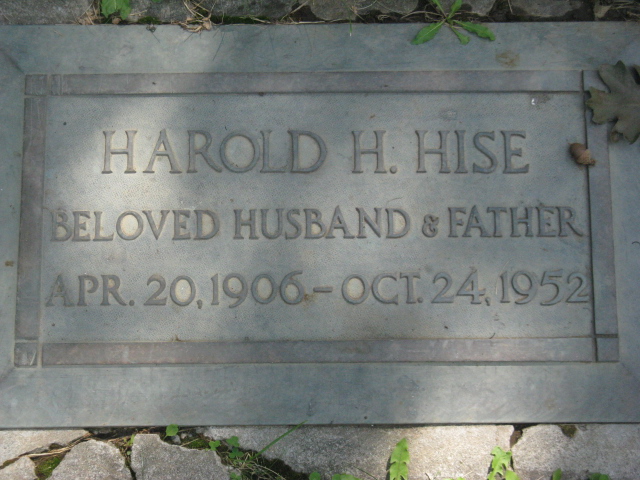 HAROLD H. HISE
BELOVED HUSBAND & FATHER
APR. 20, 1906 - OCT. 24, 1952